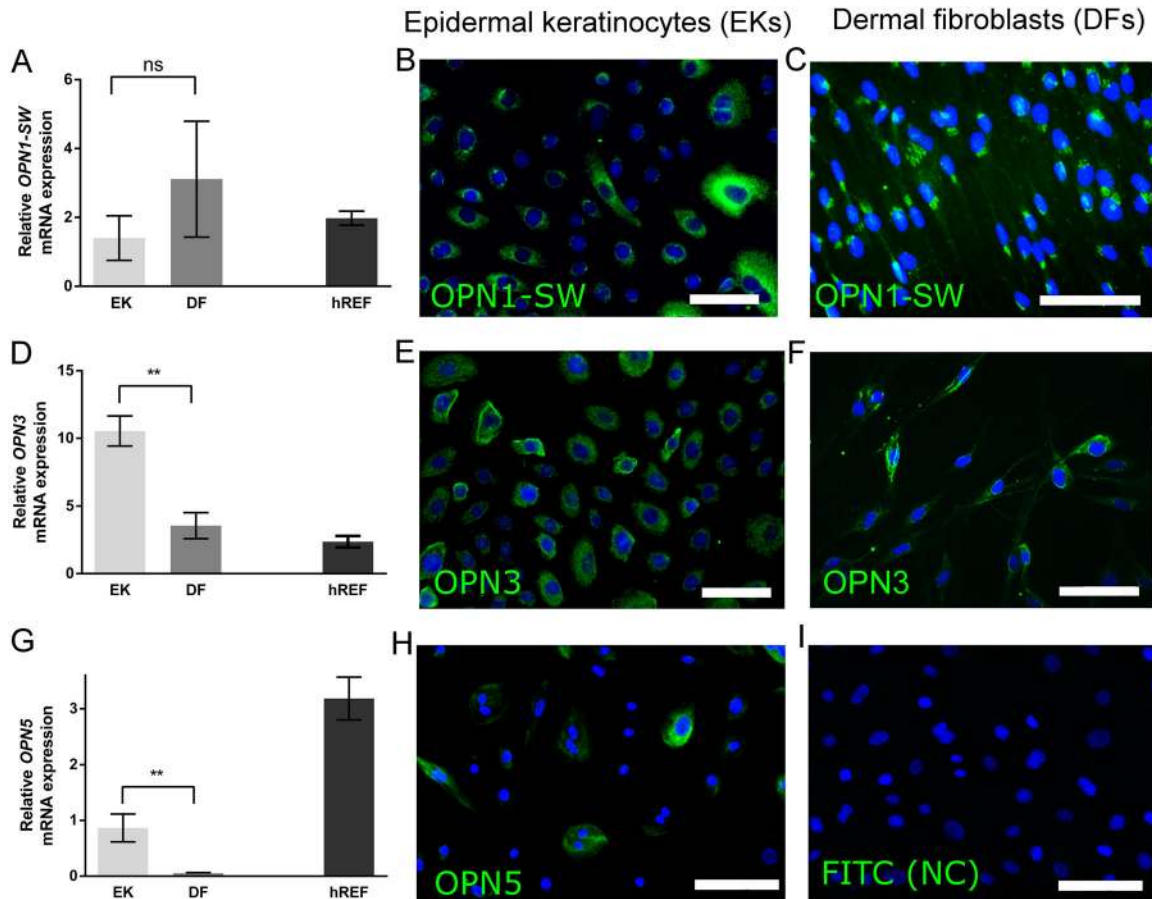 Epidermal keratinocytes (EKs)
Dermal fibroblasts (DFs)
A
Relative OPN1-SW
mRNA expression
6
4
2
0
ns
EK
DF
hREF
B
OPN1-SW
C
OPN1-SW
D
Relative OPN3
mRNA expression
15
10
5
0
**
EK
DF
hREF
E
OPN3
F
OPN3
G
Relative OPN5
mRNA expression
3
2
1
0
**
EK
DF
hREF
H
OPN5
I
FITC (NC)